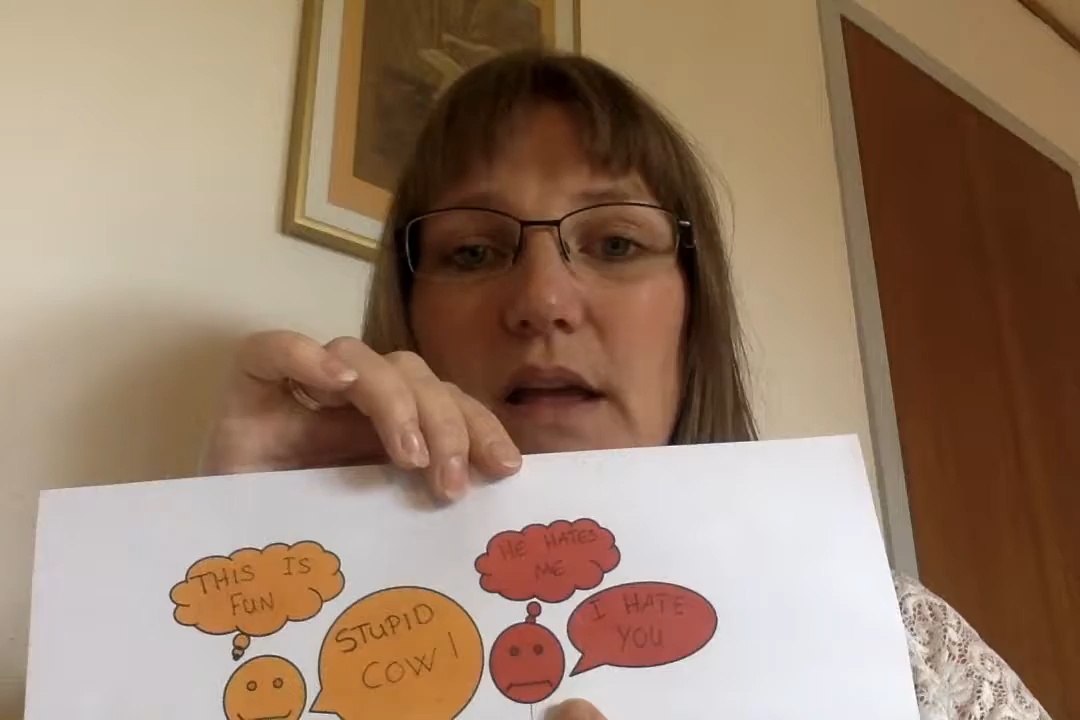 THIS IS
FUN
STUPID
COW!
HE HATES
ME
I HATE
YOU